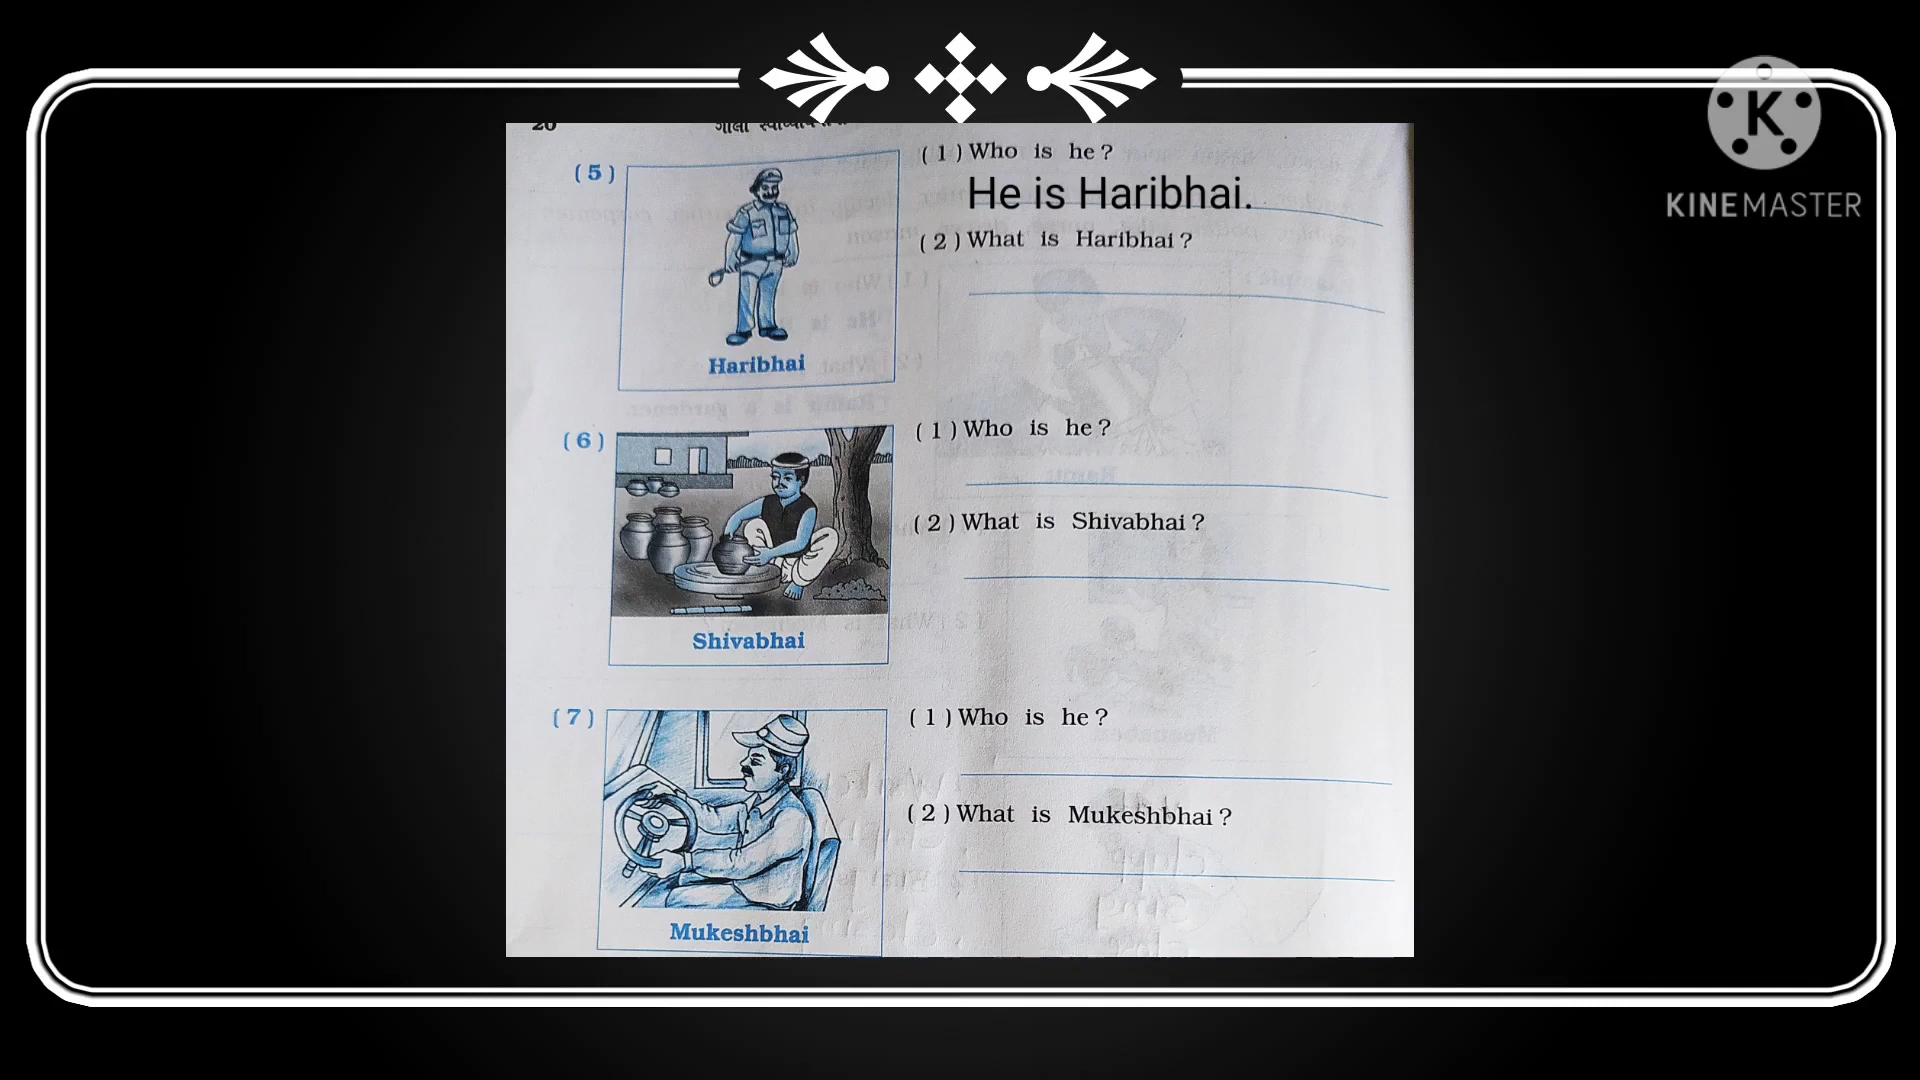 K
KINEMASTER
20
(5)
Haribhai
(1) Who is he?
He is Haribhai.
(2) What is Haribhai?
(6)
Shivabhai
(1) Who is he?
(2) What is Shivabhai?
(7)
Mukeshbhai
(1) Who is he?
(2) What is Mukeshbhai?